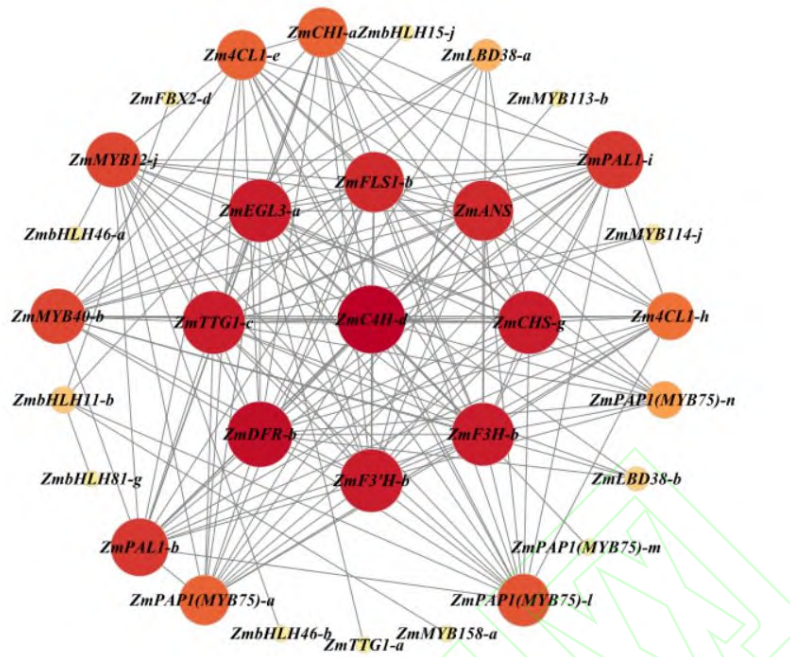 ZmCHI-a
ZmbHLH15-j
Zm4CL1-e
ZmLBD38-a
ZmFBX2-d
ZmMYB113-b
ZmMYB12-j
ZmPAL1-i
ZmFLS1-b
ZmEGL3-a
ZmANS
ZmbHLH46-a
ZmMYB114-j
ZmMYB40-b
ZmTTG1-c
ZmC4H-d
ZmCHS-g
Zm4CL1-h
ZmbHLH11-b
ZmPAP1(MYB75)-n
ZmDFR-b
ZmF3H-b
ZmbHLH81-g
ZmF3'H-b
ZmLBD38-b
ZmPAL1-b
ZmPAP1(MYB75)-m
ZmPAP1(MYB75)-a
ZmPAP1(MYB75)-l
ZmbHLH46-b
ZmTTG1-a
ZmMYB158-a